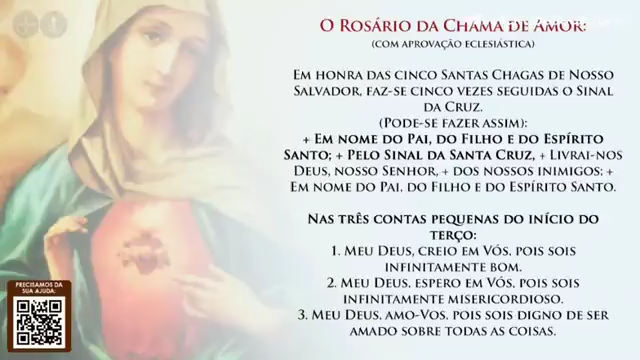 O Rosário da Chama de Amor:
(com aprovação eclesiástica)
Em honra das cinco Santas Chagas de Nosso
Salvador, faz-se cinco vezes seguidas o Sinal
da Cruz.
(Pode-se fazer assim):
+ Em nome do Pai, do Filho e do Espírito
Santo; + Pelo Sinal da Santa Cruz, + Livrai-nos
Deus, nosso Senhor, + dos nossos inimigos; +
Em nome do Pai, do Filho e do Espírito Santo.
Nas três contas pequenas do início do
terço:
1. Meu Deus, creio em Vós, pois sois
infinitamente bom.
2. Meu Deus, espero em Vós, pois sois
infinitamente misericordioso.
3. Meu Deus, amo-Vos, pois sois digno de ser
amado sobre todas as coisas.
PRECISAMOS DA
SUA AJUDA: